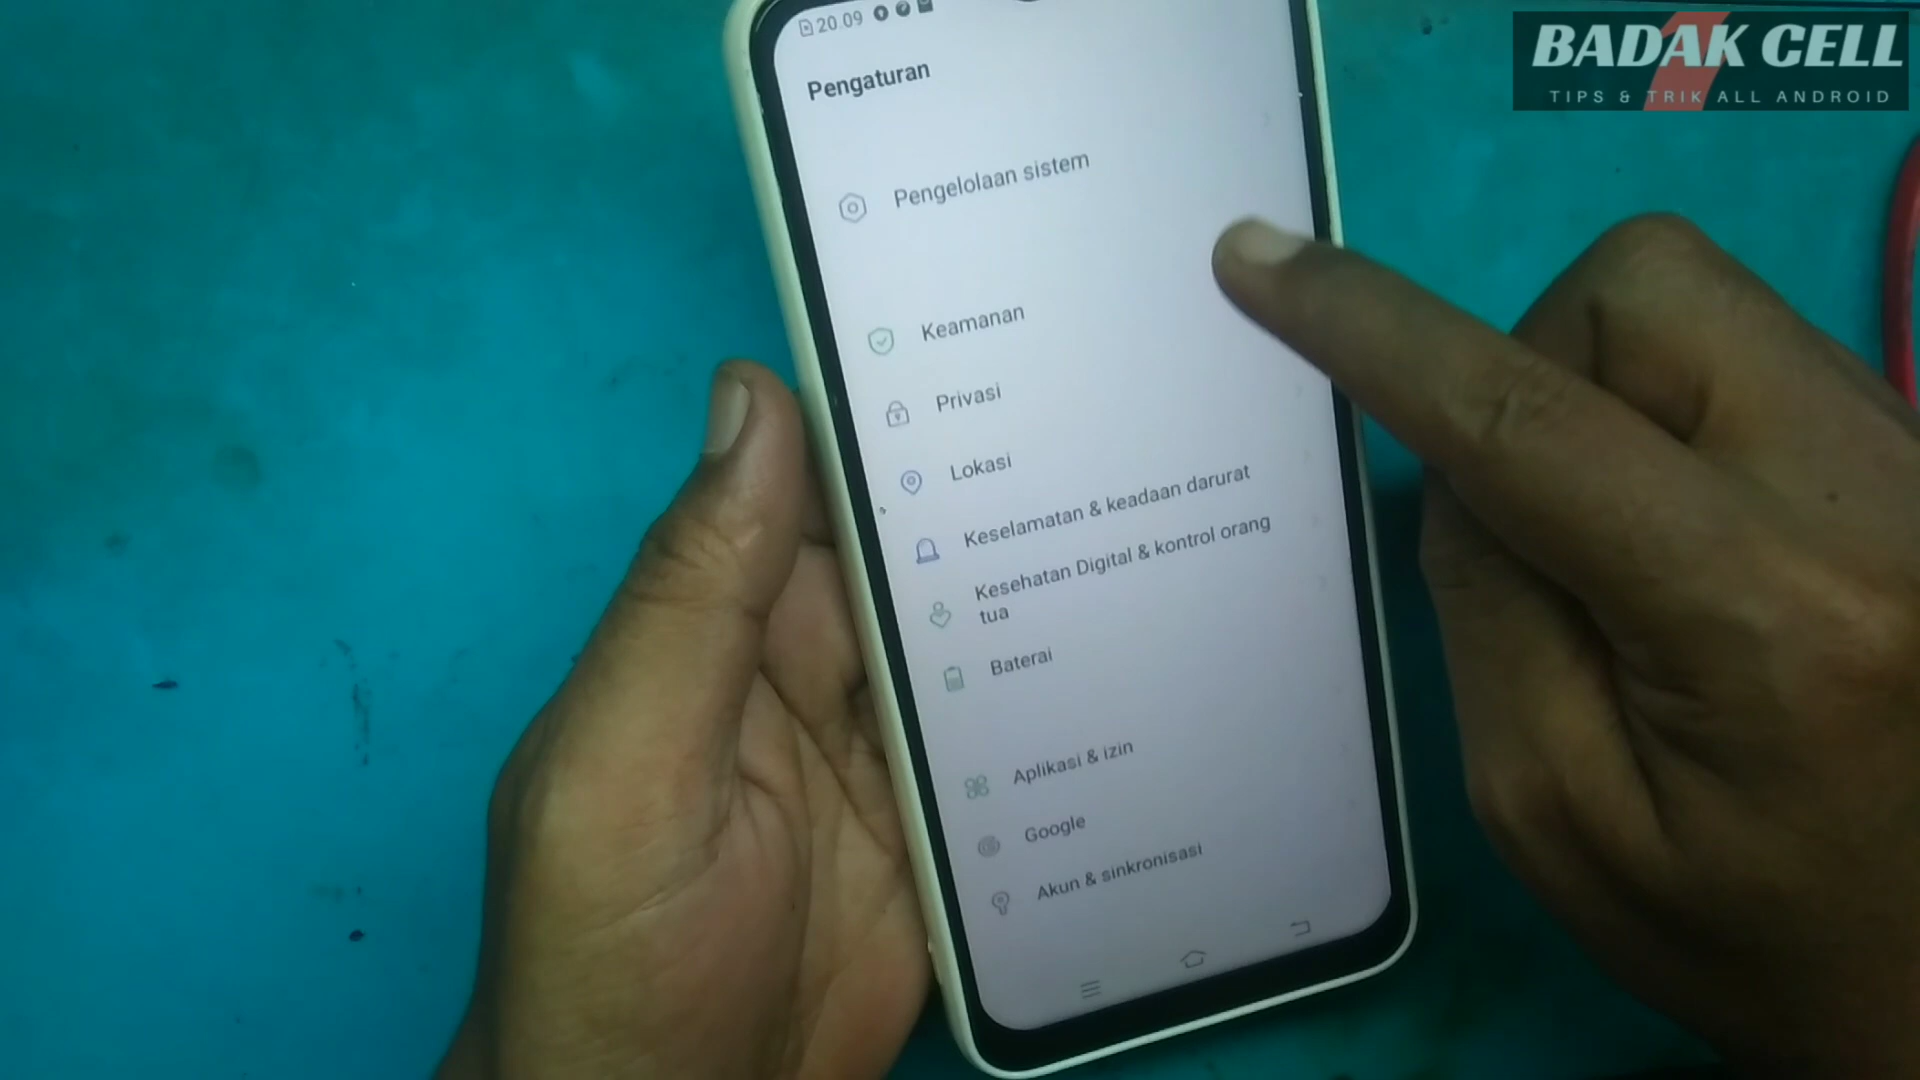 20.09
BADAK CELL
TIPS & TRIK ALL ANDROID
Pengaturan
Pengelolaan sistem
Keamanan
Privasi
Lokasi
Keselamatan & keadaan darurat
Kesehatan Digital & kontrol orang
tua
Baterai
Aplikasi & izin
Google
Akun & sinkronisasi